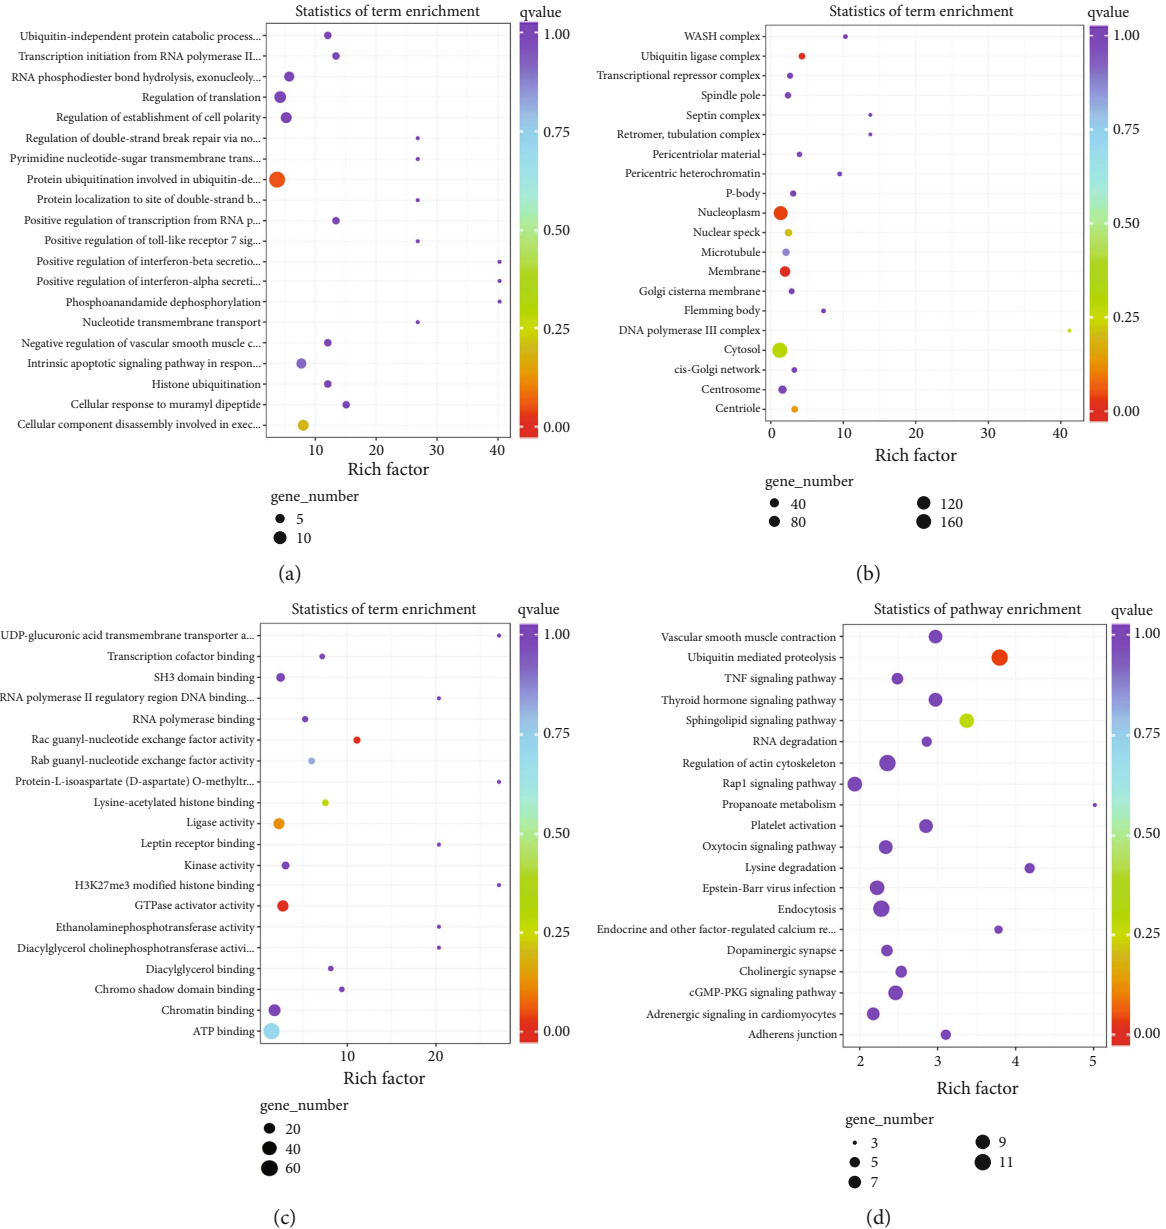 Statistics of term enrichment
qvalue
Ubiquitin-independent protein catabolic process...
Transcription initiation from RNA polymerase II...
RNA phosphodiester bond hydrolysis, exonucleoly...
Regulation of translation
Regulation of establishment of cell polarity
Regulation of double-strand break repair via no...
Pyrimidine nucleotide-sugar transmembrane trans...
Protein ubiquitination involved in ubiquitin-de...
Protein localization to site of double-strand b...
Positive regulation of transcription from RNA p...
Positive regulation of toll-like receptor 7 sig...
Positive regulation of interferon-beta secretio...
Positive regulation of interferon-alpha secreti...
Phosphoanandamide dephosphorylation
Nucleotide transmembrane transport
Negative regulation of vascular smooth muscle c...
Intrinsic apoptotic signaling pathway in respon...
Histone ubiquitination
Cellular response to muramyl dipeptide
Cellular component disassembly involved in exec...
1.00
0.75
0.50
0.25
0.00
10 20 30 40
Rich factor
gene_number
5
10
(a)
Statistics of term enrichment
qvalue
WASH complex
Ubiquitin ligase complex
Transcriptional repressor complex
Spindle pole
Septin complex
Retromer, tubulation complex
Pericentriolar material
Pericentric heterochromatin
P-body
Nucleoplasm
Nuclear speck
Microtubule
Membrane
Golgi cisterna membrane
Flemming body
DNA polymerase III complex
Cytosol
cis-Golgi network
Centrosome
Centriole
1.00
0.75
0.50
0.25
0.00
0 10 20 30 40
Rich factor
gene_number
40 120
80 160
(b)
Statistics of term enrichment
qvalue
UDP-glucuronic acid transmembrane transporter a...
Transcription cofactor binding
SH3 domain binding
RNA polymerase II regulatory region DNA binding...
RNA polymerase binding
Rac guanyl-nucleotide exchange factor activity
Rab guanyl-nucleotide exchange factor activity
Protein-L-isoaspartate (D-aspartate) O-methyltr...
Lysine-acetylated histone binding
Ligase activity
Leptin receptor binding
Kinase activity
H3K27me3 modified histone binding
GTPase activator activity
Ethanolaminephosphotransferase activity
Diacylglycerol cholinephosphotransferase activi...
Diacylglycerol binding
Chromo shadow domain binding
Chromatin binding
ATP binding
1.00
0.75
0.50
0.25
0.00
10 20
Rich factor
gene_number
20
40
60
(c)
Statistics of pathway enrichment
qvalue
Vascular smooth muscle contraction
Ubiquitin mediated proteolysis
TNF signaling pathway
Thyroid hormone signaling pathway
Sphingolipid signaling pathway
RNA degradation
Regulation of actin cytoskeleton
Rap1 signaling pathway
Propanoate metabolism
Platelet activation
Oxytocin signaling pathway
Lysine degradation
Epstein-Barr virus infection
Endocytosis
Endocrine and other factor-regulated calcium re...
Dopaminergic synapse
Cholinergic synapse
cGMP-PKG signaling pathway
Adrenergic signaling in cardiomyocytes
Adherens junction
1.00
0.75
0.50
0.25
0.00
2 3 4 5
Rich factor
gene_number
3 9
5 11
7
(d)